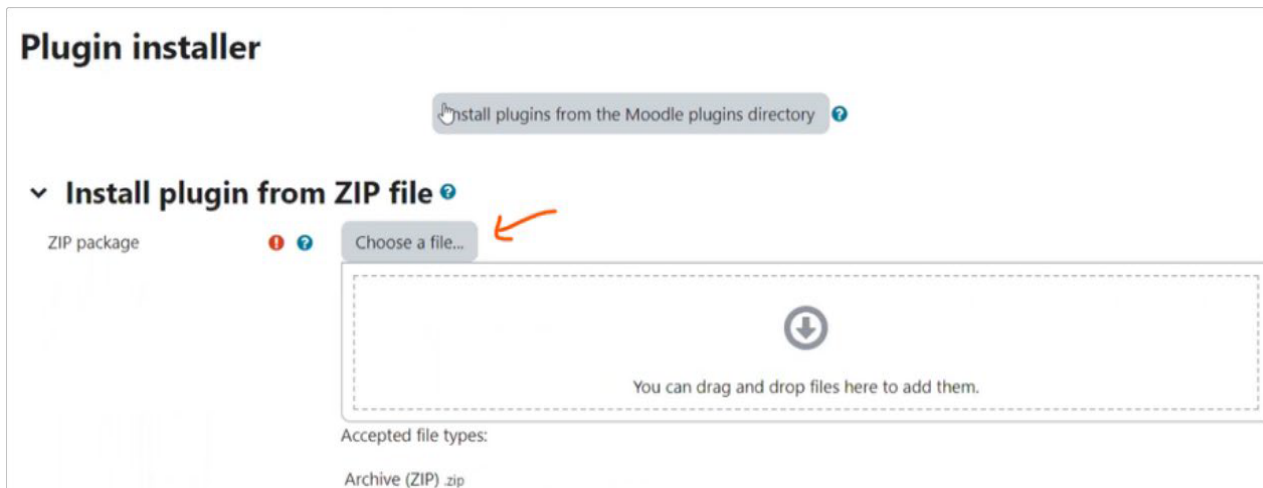 Plugin installer
Install plugins from the Moodle plugins directory
Install plugin from ZIP file
ZIP package
Choose a file...
You can drag and drop files here to add them.
Accepted file types:
Archive (ZIP) .zip